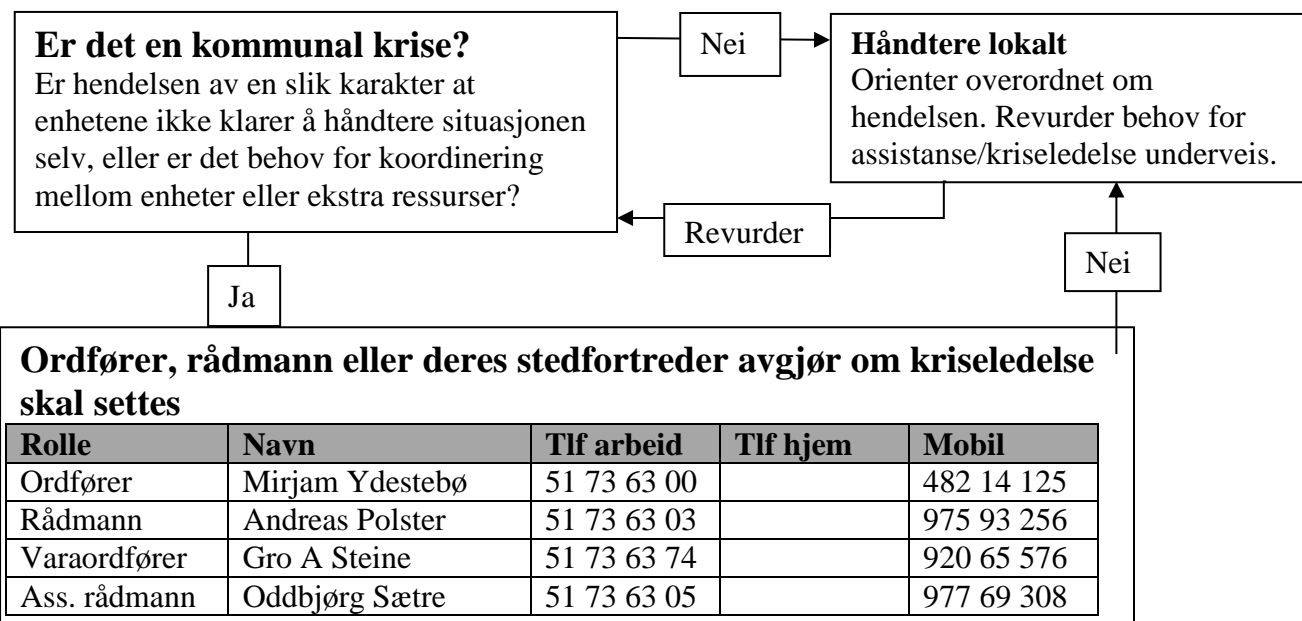 Er det en kommunal krise?
Er hendelsen av en slik karakter at
enhetene ikke klarer å håndtere situasjonen
selv, eller er det behov for koordinering
mellom enheter eller ekstra ressurser?
Nei
Håndtere lokalt
Orienter overordnet om
hendelsen. Revurder behov for
assistanse/kriseledelse underveis.
Revurder
Nei
Ja
Ordfører, rådmann eller deres stedfortreder avgjør om kriseledelse
skal settes
Rolle Navn Tlf arbeid Tlf hjem Mobil
Ordfører Mirjam Ydestebø 51 73 63 00 482 14 125
Rådmann Andreas Polster 51 73 63 03 975 93 256
Varaordfører Gro A Steine 51 73 63 74 920 65 576
Ass. rådmann Oddbjørg Sætre 51 73 63 05 977 69 308